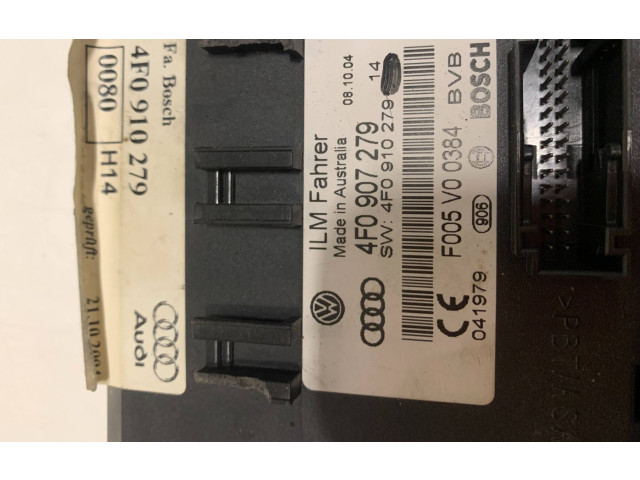 Fa. Bosch
4F0 910 279
0080 H14
geprüft: 21.10.2004
Audi
ILM Fahrer
Made in Australia
4F0 907 279
SW: 4F0 910 279 14
08.10.04
F005 V0 0384 BVB
BOSCH
906
CE
041979